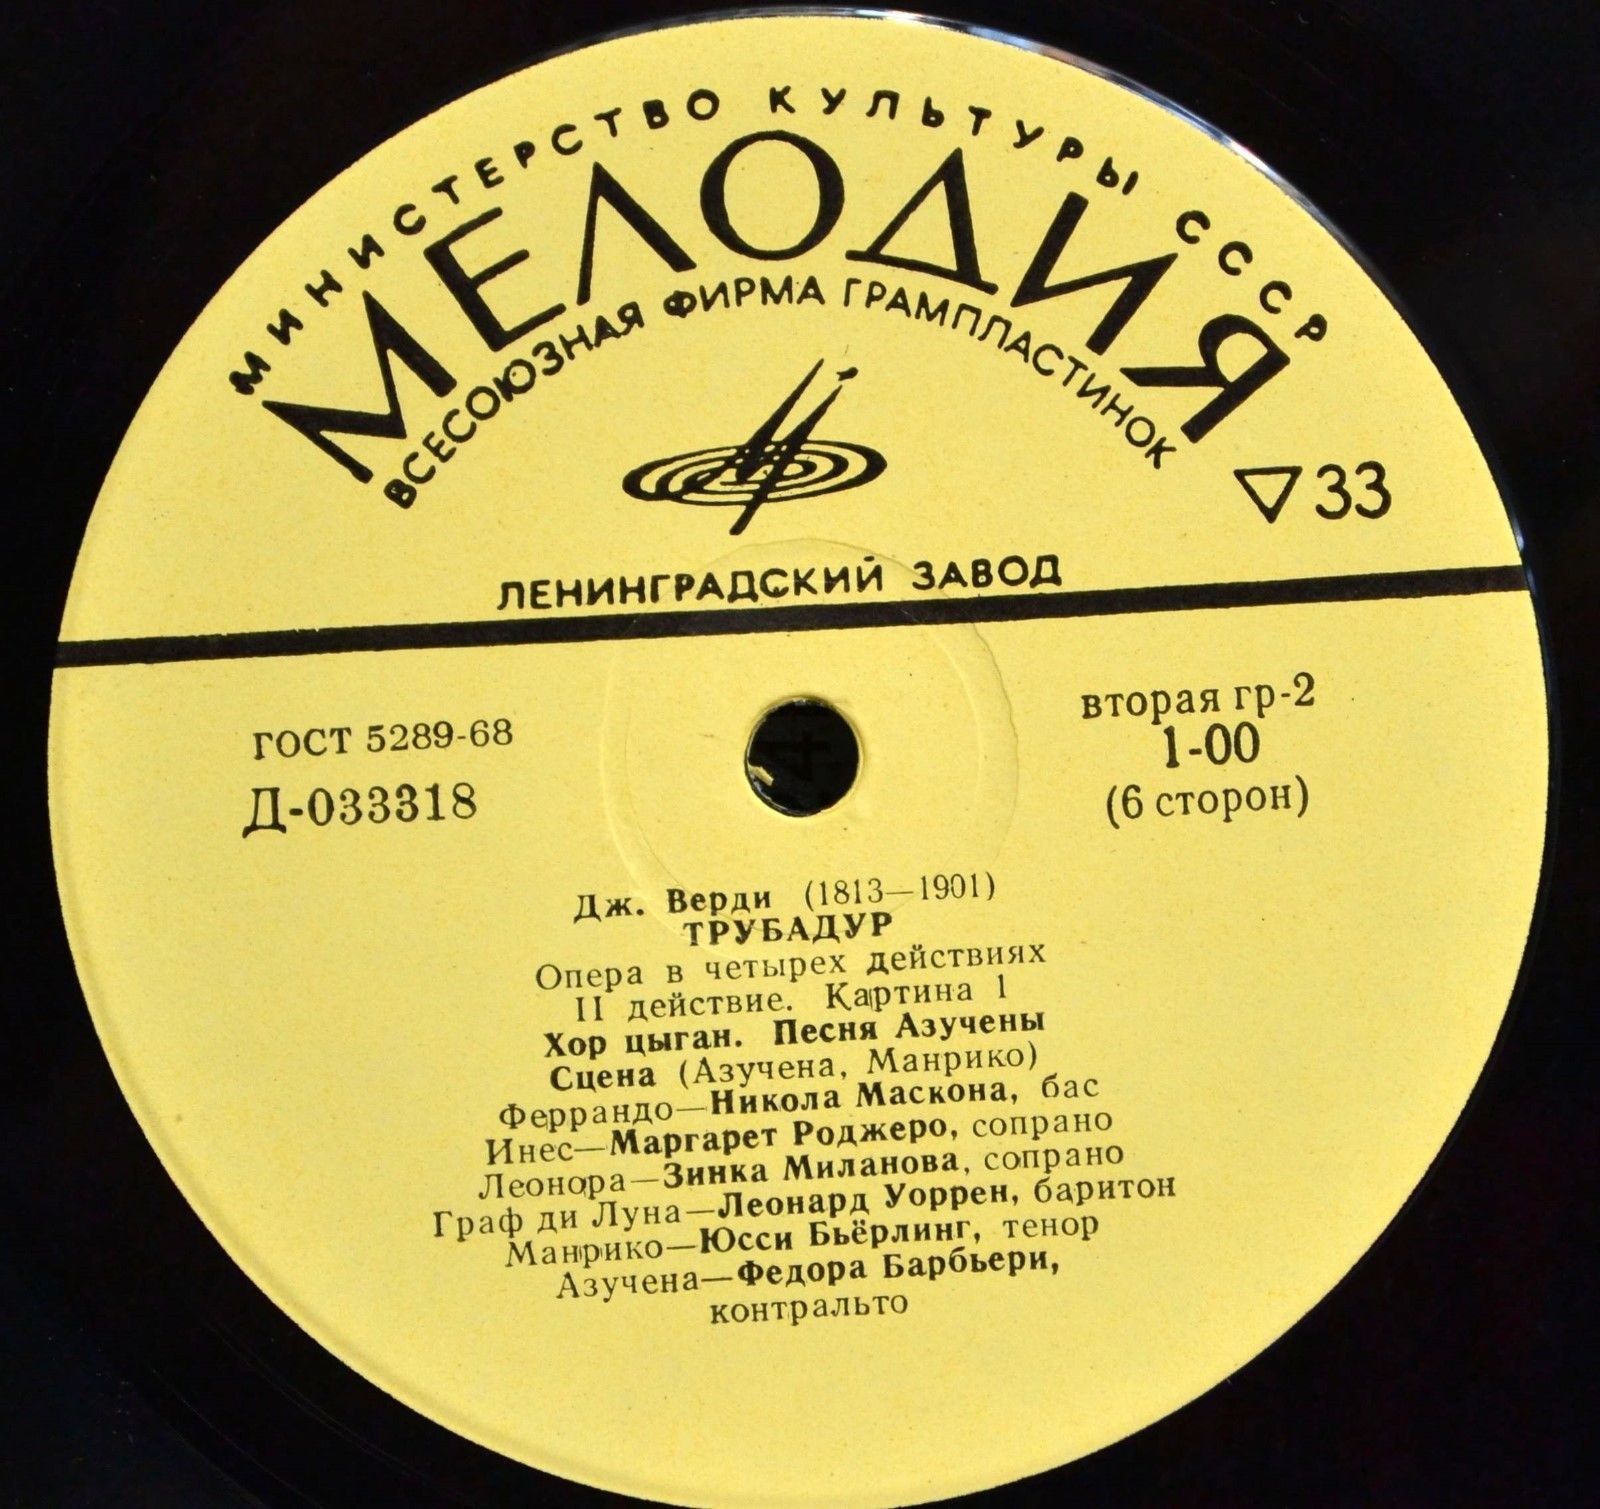 МИНИСТЕРСТВО КУЛЬТУРЫ СССР
МЕЛОДИЯ
ВСЕСОЮЗНАЯ ФИРМА ГРАМПЛАСТИНОК
33
ЛЕНИНГРАДСКИЙ ЗАВОД
ГОСТ 5289-68
Д-033318
вторая гр-2
1-00
(6 сторон)
Дж. Верди (1813—1901)
ТРУБАДУР
Опера в четырех действиях
II действие. Картина 1
Хор цыган. Песня Азучены
Сцена (Азучена, Манрико)
Феррандо—Никола Маскона, бас
Инес—Маргарет Роджеро, сопрано
Леонора—Зинка Миланова, сопрано
Граф ди Луна—Леонард Уоррен, баритон
Манрико—Юсси Бьёрлинг, тенор
Азучена—Федора Барбьери,
контральто